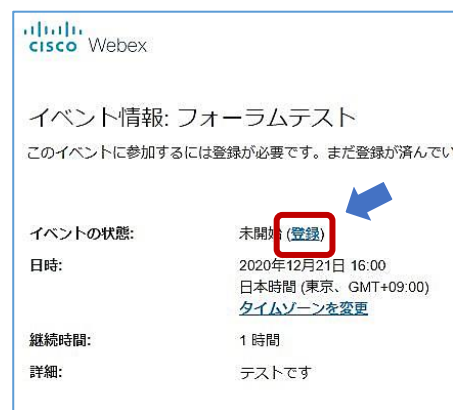 cisco Webex
イベント情報: フォーラムテスト
このイベントに参加するには登録が必要です。まだ登録が済んでい
イベントの状態: 未開始 (登録)
日時: 2020年12月21日 16:00
日本時間 (東京、GMT+09:00)
タイムゾーンを変更
継続時間: 1 時間
詳細: テストです